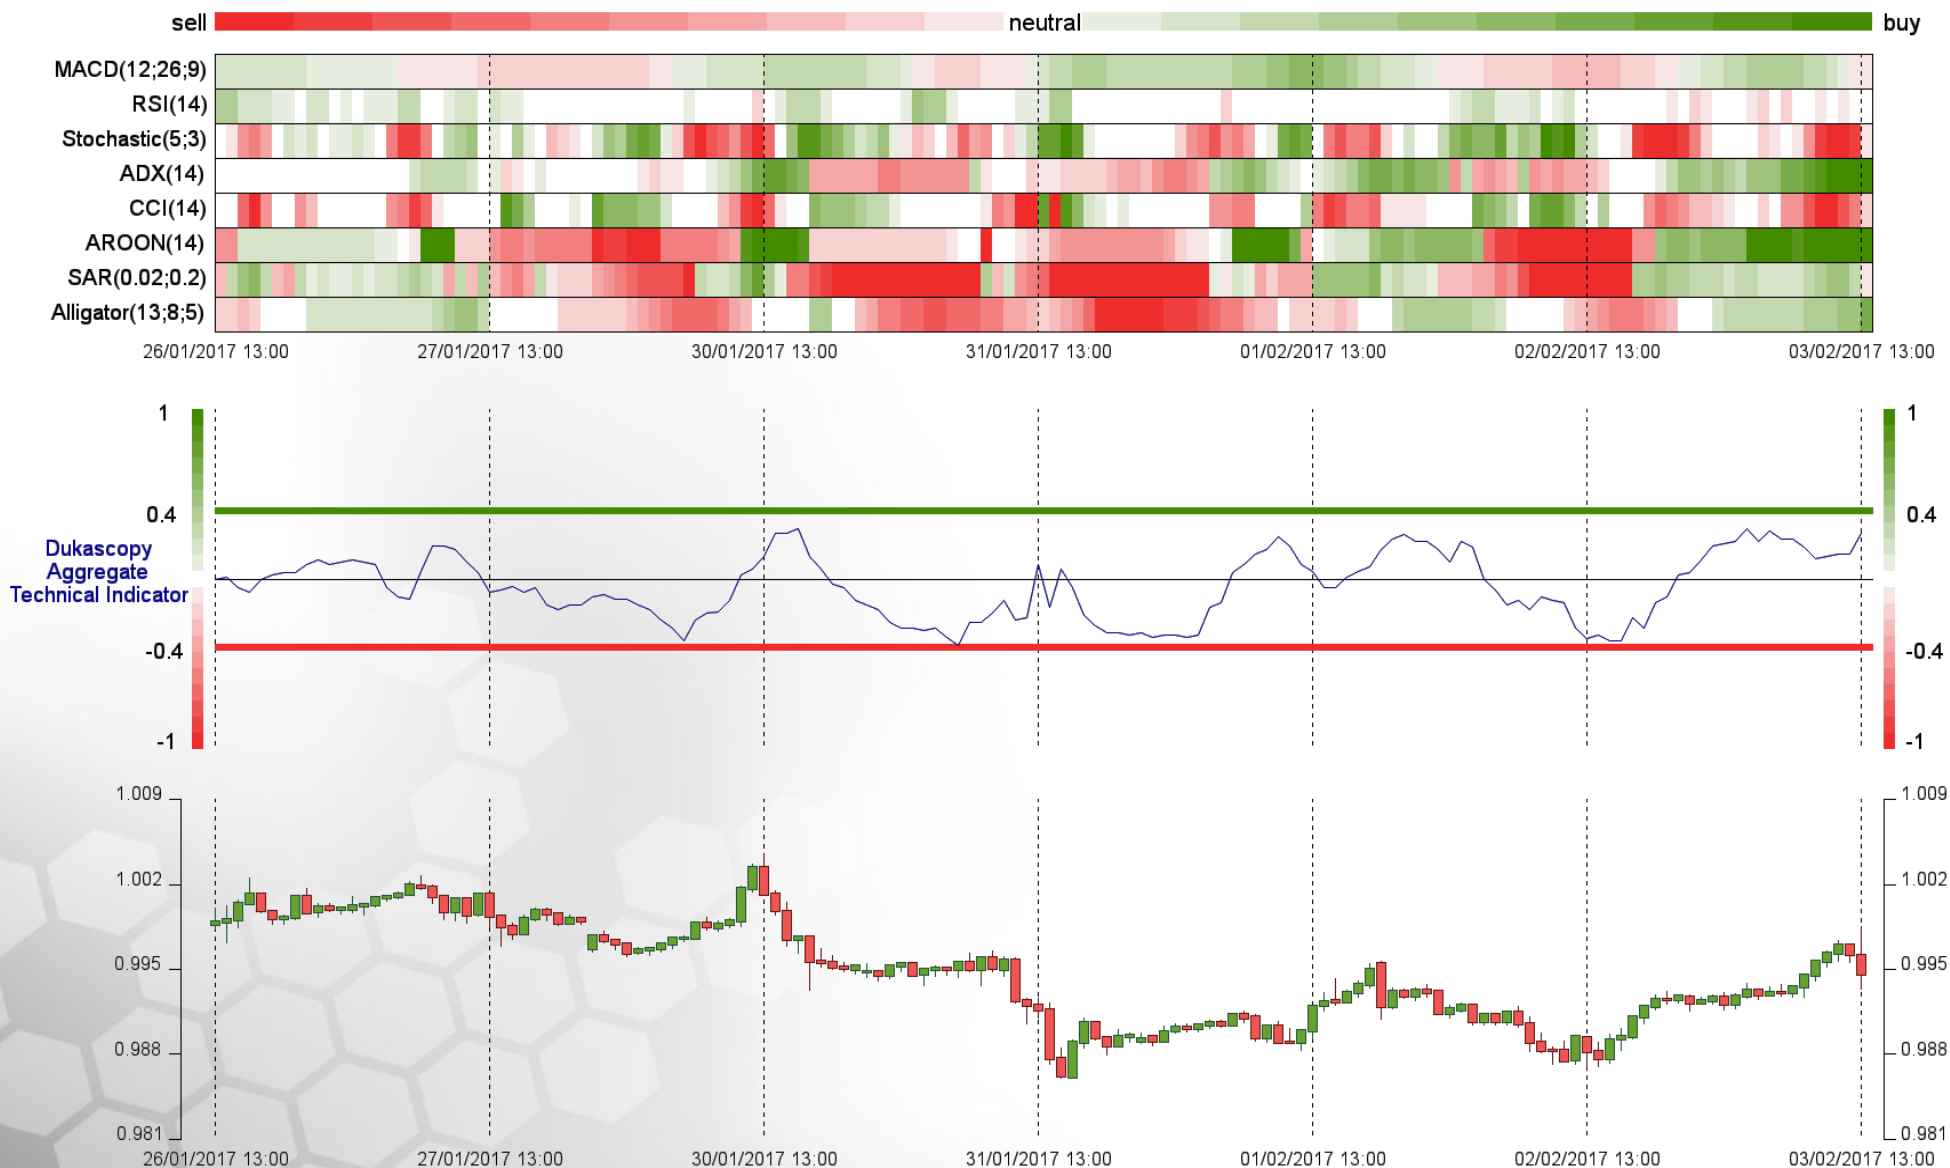 sell neutral buy
MACD(12;26;9)
RSI(14)
Stochastic(5;3)
ADX(14)
CCI(14)
AROON(14)
SAR(0.02;0.2)
Alligator(13;8;5)
26/01/2017 13:00 27/01/2017 13:00 30/01/2017 13:00 31/01/2017 13:00 01/02/2017 13:00 02/02/2017 13:00 03/02/2017 13:00
1 1
0.4 0.4
Dukascopy
Aggregate
Technical Indicator
-0.4 -0.4
-1 -1
1.009 1.009
1.002 1.002
0.995 0.995
0.988 0.988
0.981 0.981
26/01/2017 13:00 27/01/2017 13:00 30/01/2017 13:00 31/01/2017 13:00 01/02/2017 13:00 02/02/2017 13:00 03/02/2017 13:00